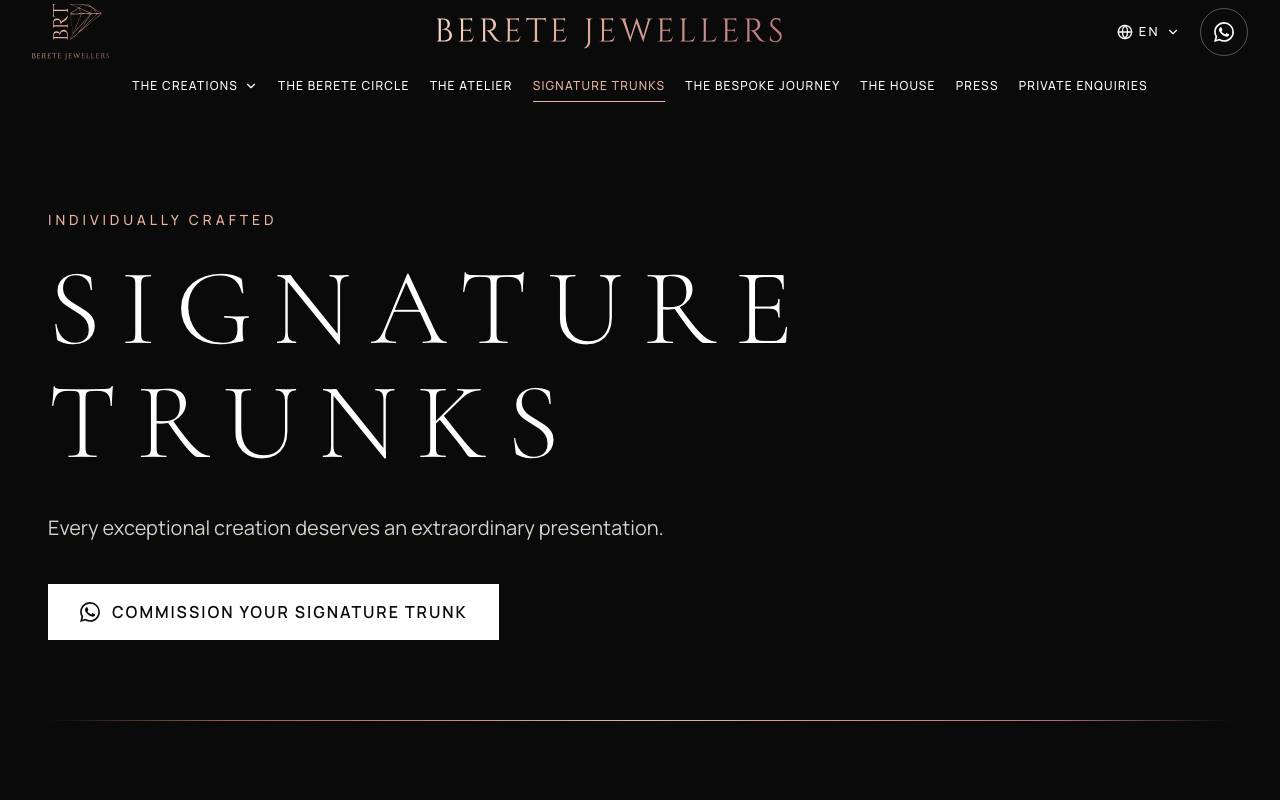 BRT
BERETE JEWELLERS
BERETE JEWELLERS
EN
THE CREATIONS
THE BERETE CIRCLE
THE ATELIER
SIGNATURE TRUNKS
THE BESPOKE JOURNEY
THE HOUSE
PRESS
PRIVATE ENQUIRIES
INDIVIDUALLY CRAFTED
SIGNATURE
TRUNKS
Every exceptional creation deserves an extraordinary presentation.
COMMISSION YOUR SIGNATURE TRUNK